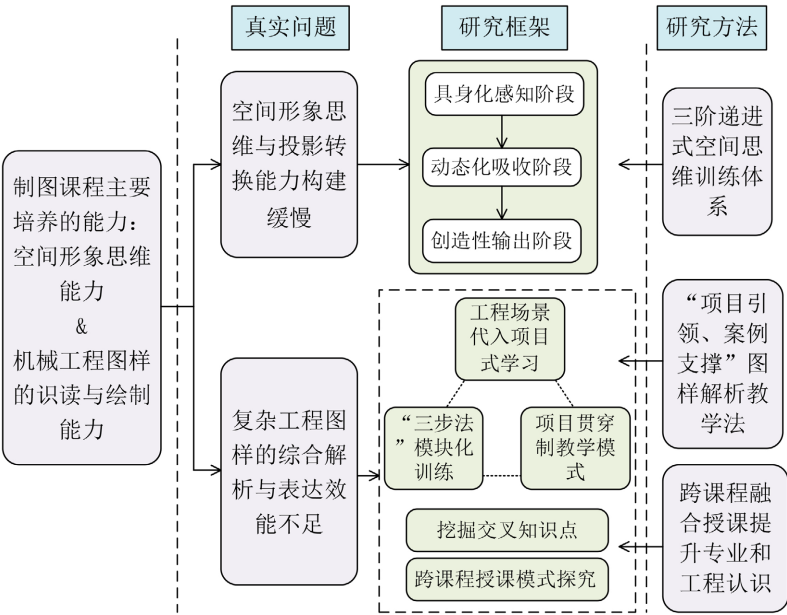 真实问题
研究框架
研究方法
制图课程主要
培养的能力：
空间形象思维
能力
&
机械工程图样
的识读与绘制
能力
空间形象思
维与投影转
换能力构建
缓慢
具身化感知阶段
动态化吸收阶段
创造性输出阶段
三阶递进
式空间思
维训练体
系
复杂工程图
样的综合解
析与表达效
能不足
工程场景
代入项目
式学习
“三步法
”模块化
训练
项目贯穿
制教学模
式
挖掘交叉知识点
跨课程授课模式探究
“项目引
领、案例
支撑”图
样解析教
学法
跨课程融
合授课提
升专业和
工程认识